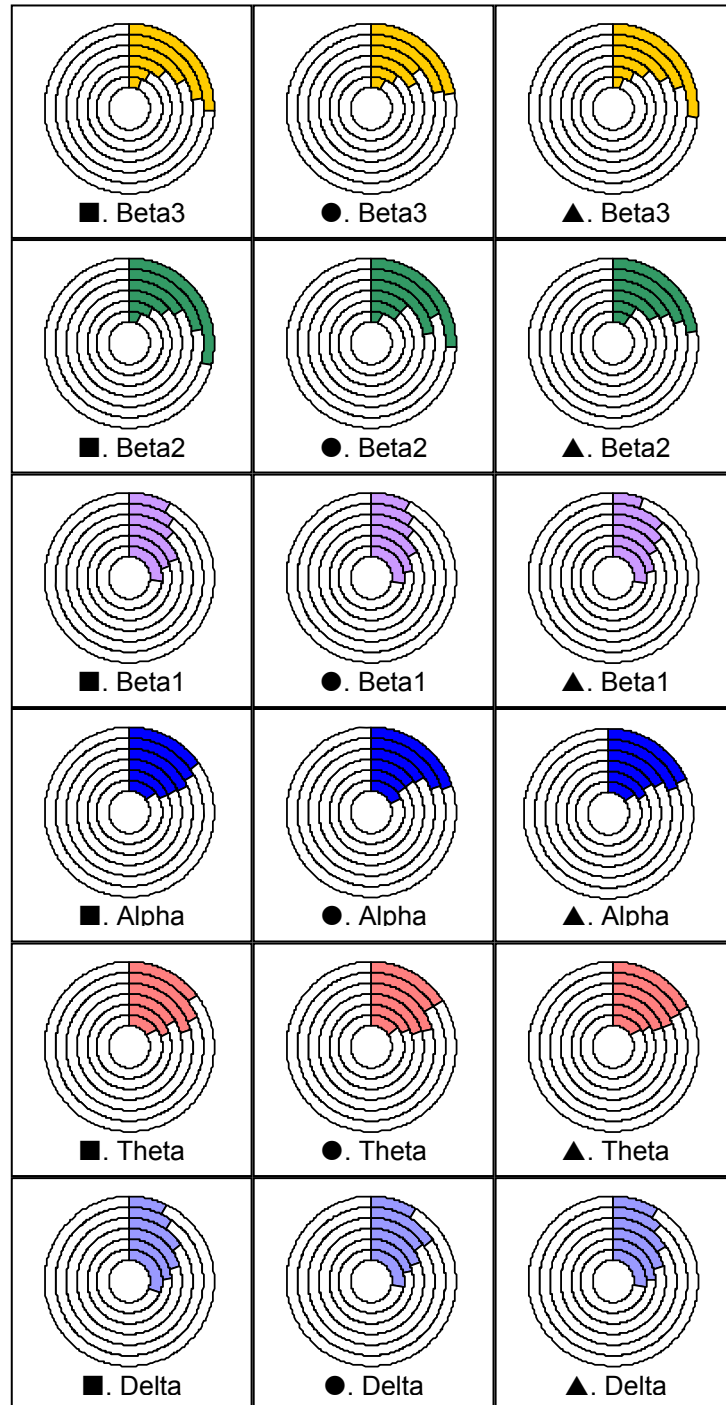 ■. Beta3
●. Beta3
▲. Beta3
■. Beta2
●. Beta2
▲. Beta2
■. Beta1
●. Beta1
▲. Beta1
■. Alpha
●. Alpha
▲. Alpha
■. Theta
●. Theta
▲. Theta
■. Delta
●. Delta
▲. Delta